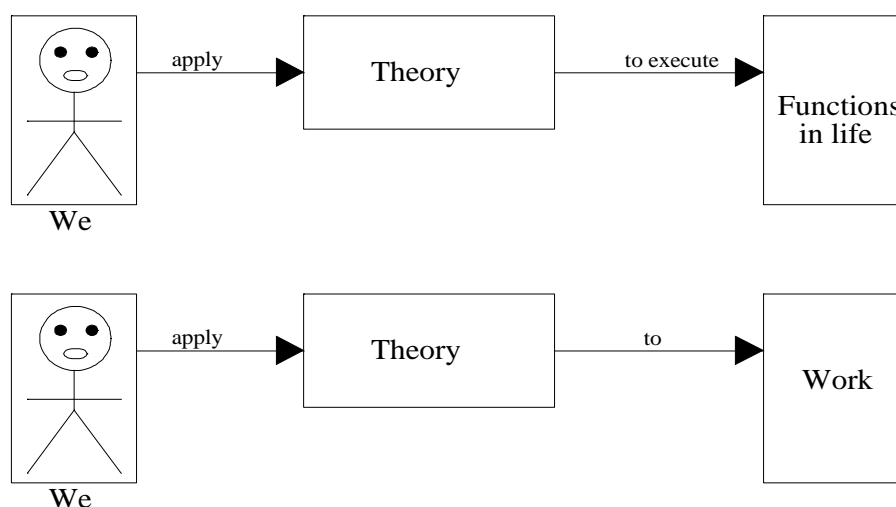 apply
Theory
to execute
Functions
in life
We
apply
Theory
to
Work
We